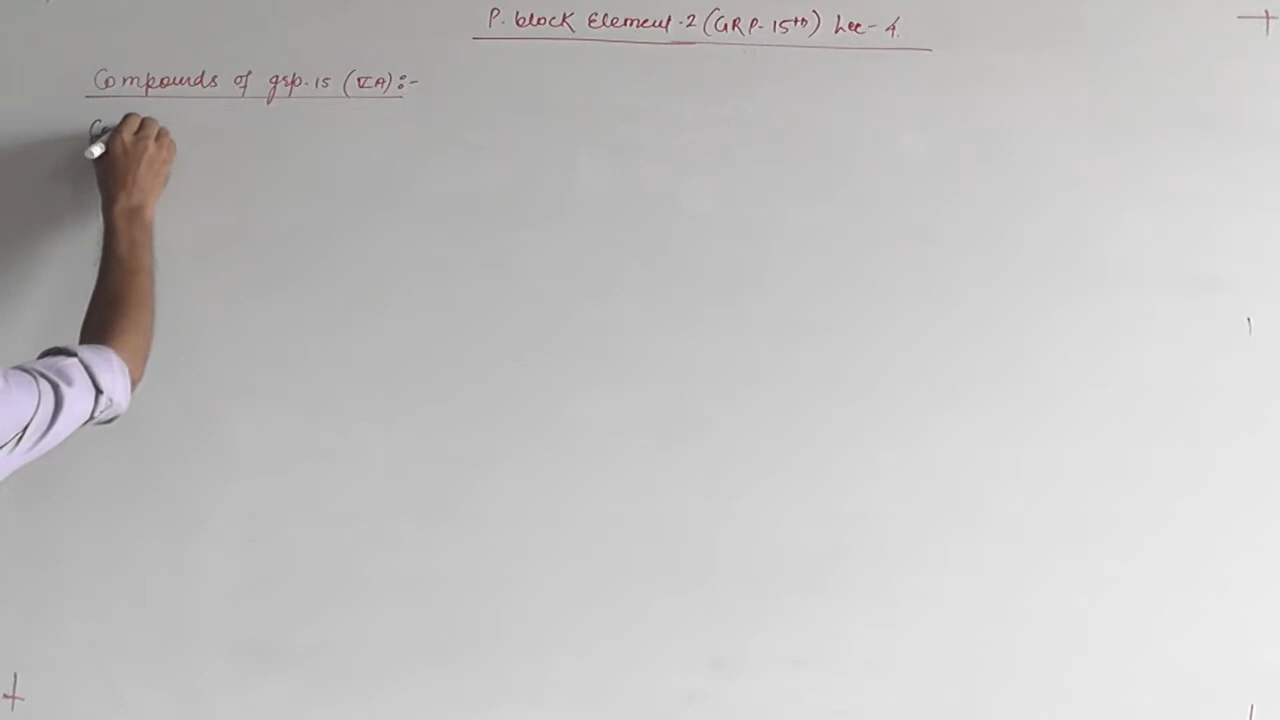 P. block Element-2 (GRP-15th) Lec-4.
Compounds of grp.15 (VA):-